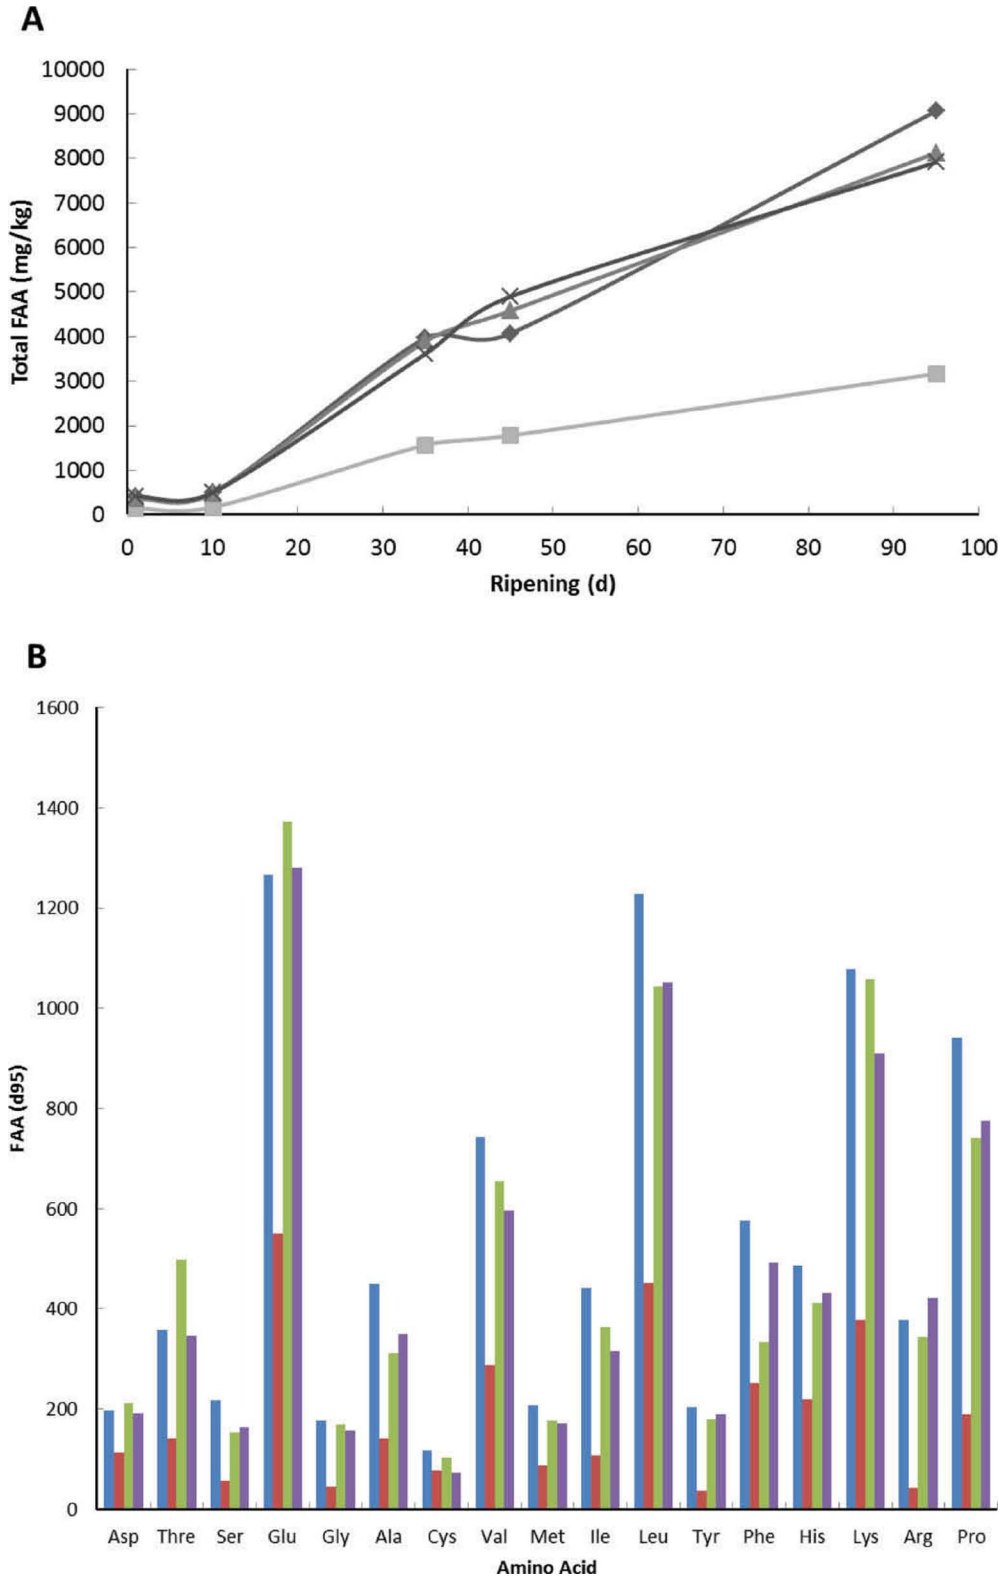 A
10000
9000
8000
7000
6000
5000
4000
3000
2000
1000
0
Total FAA (mg/kg)
0 10 20 30 40 50 60 70 80 90 100
Ripening (d)
B
1600
1400
1200
1000
800
600
400
200
0
FAA (d95)
Asp Thre Ser Glu Gly Ala Cys Val Met Ile Leu Tyr Phe His Lys Arg Pro
Amino Acid